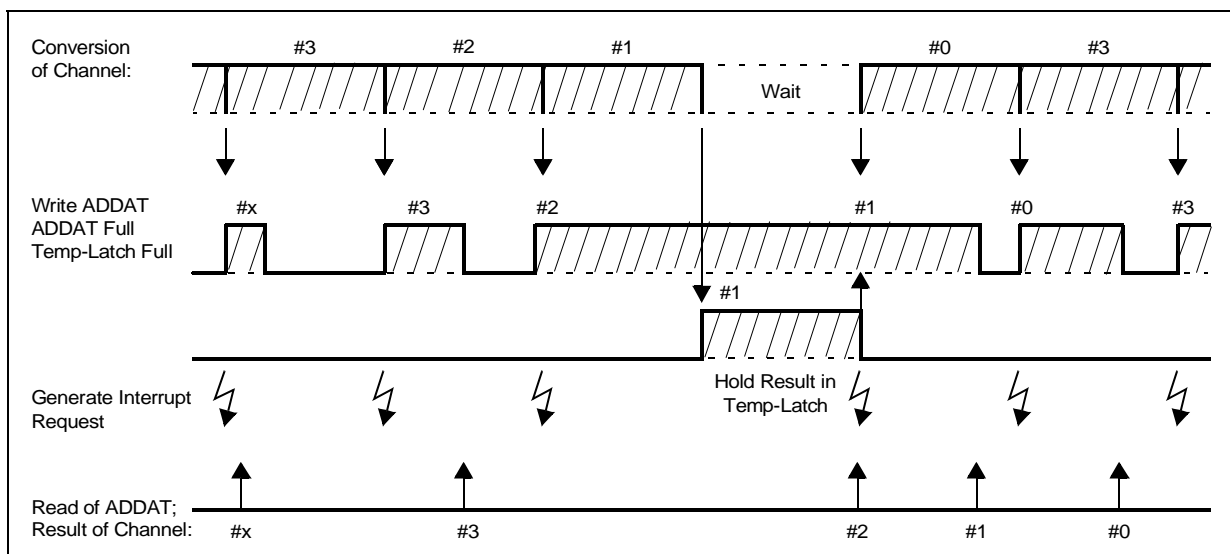 #3 #2 #1 #0 #3
Conversion
of Channel:
Wait
Write ADDAT
ADDAT Full
Temp-Latch Full
#x #3 #2 #1 #0 #3
#1
Hold Result in
Temp-Latch
Generate Interrupt
Request
Read of ADDAT;
Result of Channel:
#x #3 #2 #1 #0